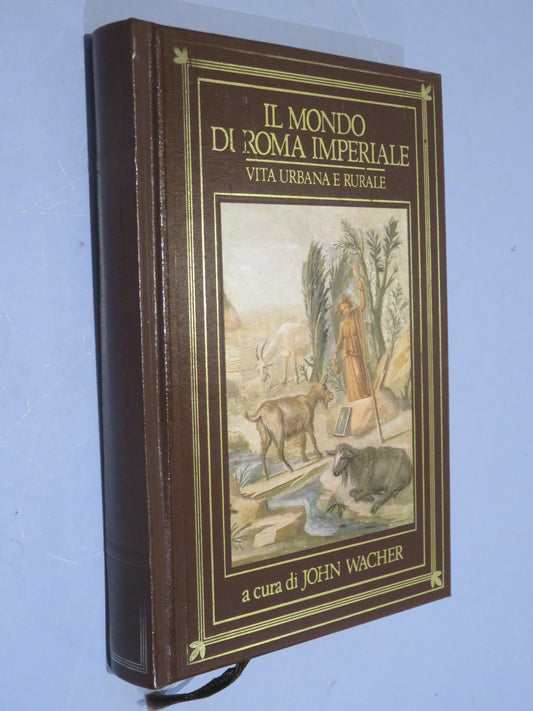 IL MONDO
DI ROMA IMPERIALE
VITA URBANA E RURALE
a cura di JOHN WACHER